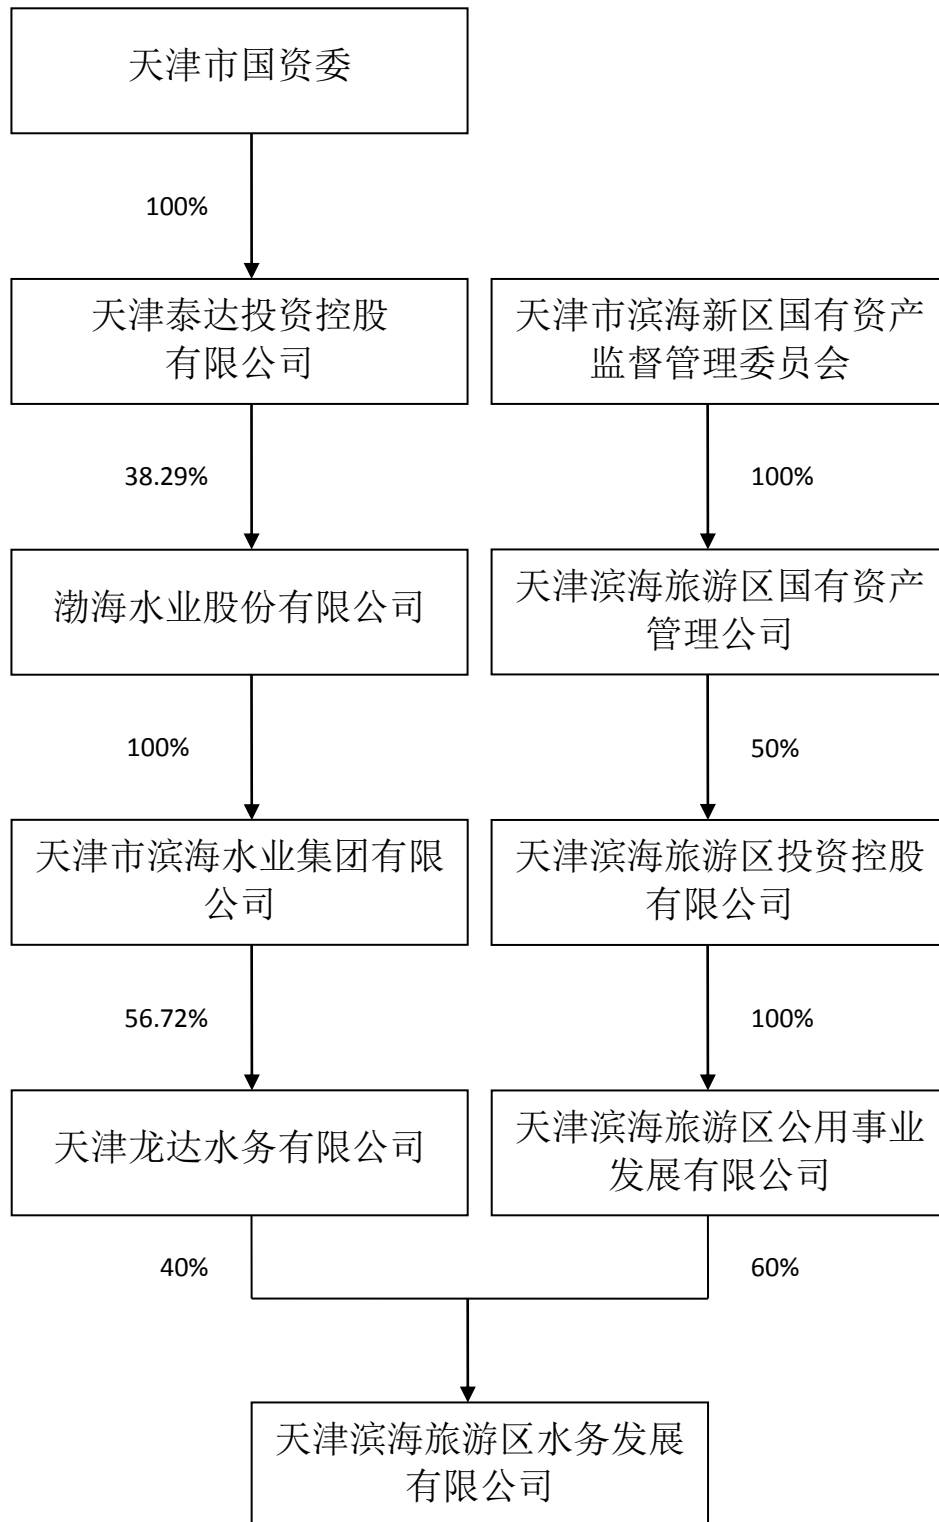 天津市国资委
100%
天津泰达投资控股
有限公司
天津市滨海新区国有资产
监督管理委员会
38.29%
100%
渤海水业股份有限公司
天津滨海旅游区国有资产
管理公司
100%
50%
天津市滨海水业集团有限
公司
天津滨海旅游区投资控股
有限公司
56.72%
100%
天津龙达水务有限公司
天津滨海旅游区公用事业
发展有限公司
40%
60%
天津滨海旅游区水务发展
有限公司